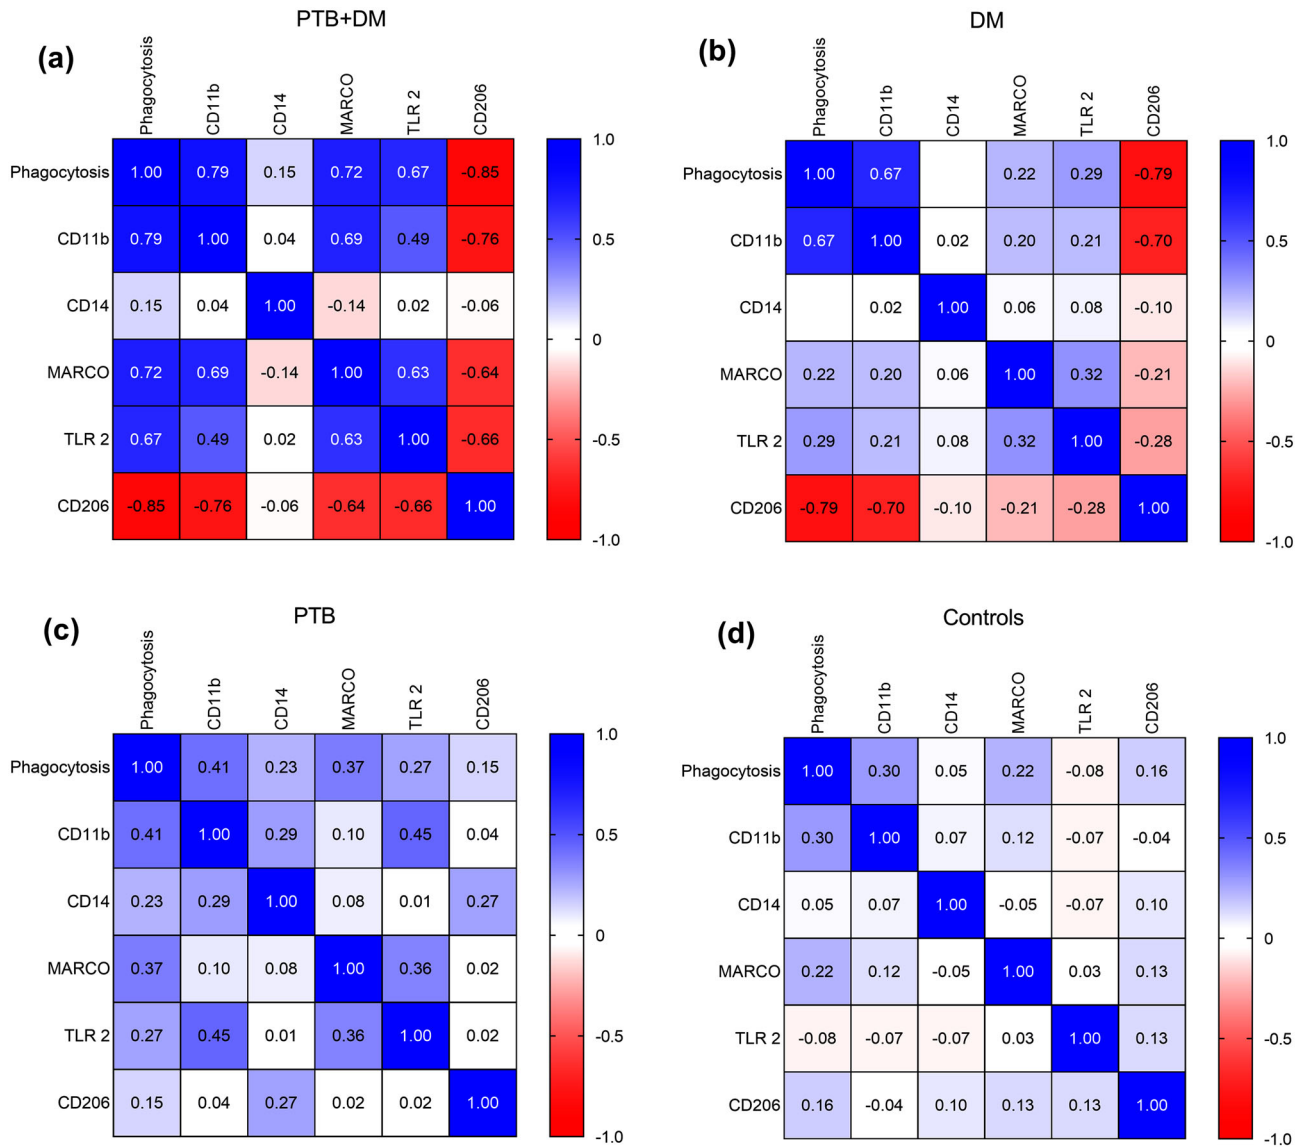 (a)
PTB+DM
Phagocytosis CD11b CD14 MARCO TLR 2 CD206
Phagocytosis 1.00 0.79 0.15 0.72 0.67 -0.85
CD11b 0.79 1.00 0.04 0.69 0.49 -0.76
CD14 0.15 0.04 1.00 -0.14 0.02 -0.06
MARCO 0.72 0.69 -0.14 1.00 0.63 -0.64
TLR 2 0.67 0.49 0.02 0.63 1.00 -0.66
CD206 -0.85 -0.76 -0.06 -0.64 -0.66 1.00
1.0
0.5
0
-0.5
-1.0
(b)
DM
Phagocytosis CD11b CD14 MARCO TLR 2 CD206
Phagocytosis 1.00 0.67 0.22 0.29 -0.79
CD11b 0.67 1.00 0.02 0.20 0.21 -0.70
CD14 0.02 1.00 0.06 0.08 -0.10
MARCO 0.22 0.20 0.06 1.00 0.32 -0.21
TLR 2 0.29 0.21 0.08 0.32 1.00 -0.28
CD206 -0.79 -0.70 -0.10 -0.21 -0.28 1.00
1.0
0.5
0
-0.5
-1.0
(c)
PTB
Phagocytosis CD11b CD14 MARCO TLR 2 CD206
Phagocytosis 1.00 0.41 0.23 0.37 0.27 0.15
CD11b 0.41 1.00 0.29 0.10 0.45 0.04
CD14 0.23 0.29 1.00 0.08 0.01 0.27
MARCO 0.37 0.10 0.08 1.00 0.36 0.02
TLR 2 0.27 0.45 0.01 0.36 1.00 0.02
CD206 0.15 0.04 0.27 0.02 0.02 1.00
1.0
0.5
0
-0.5
-1.0
(d)
Controls
Phagocytosis CD11b CD14 MARCO TLR 2 CD206
Phagocytosis 1.00 0.30 0.05 0.22 -0.08 0.16
CD11b 0.30 1.00 0.07 0.12 -0.07 -0.04
CD14 0.05 0.07 1.00 -0.05 -0.07 0.10
MARCO 0.22 0.12 -0.05 1.00 0.03 0.13
TLR 2 -0.08 -0.07 -0.07 0.03 1.00 0.13
CD206 0.16 -0.04 0.10 0.13 0.13 1.00
1.0
0.5
0
-0.5
-1.0